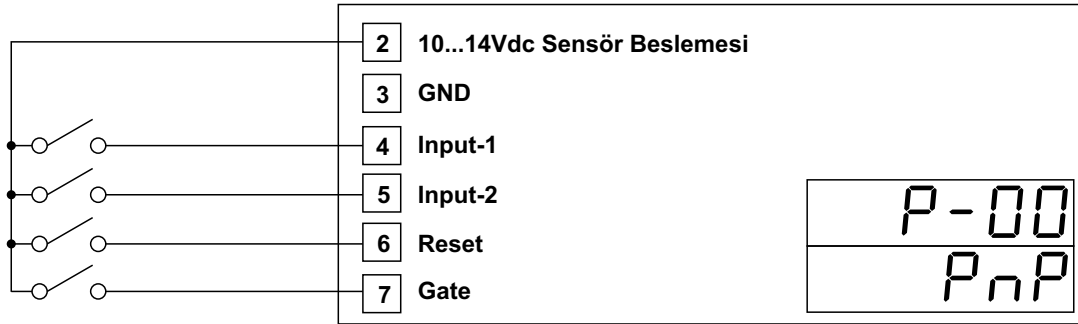 2 10...14Vdc Sensör Beslemesi
3 GND
4 Input-1
5 Input-2
6 Reset
7 Gate
P-00
PnP